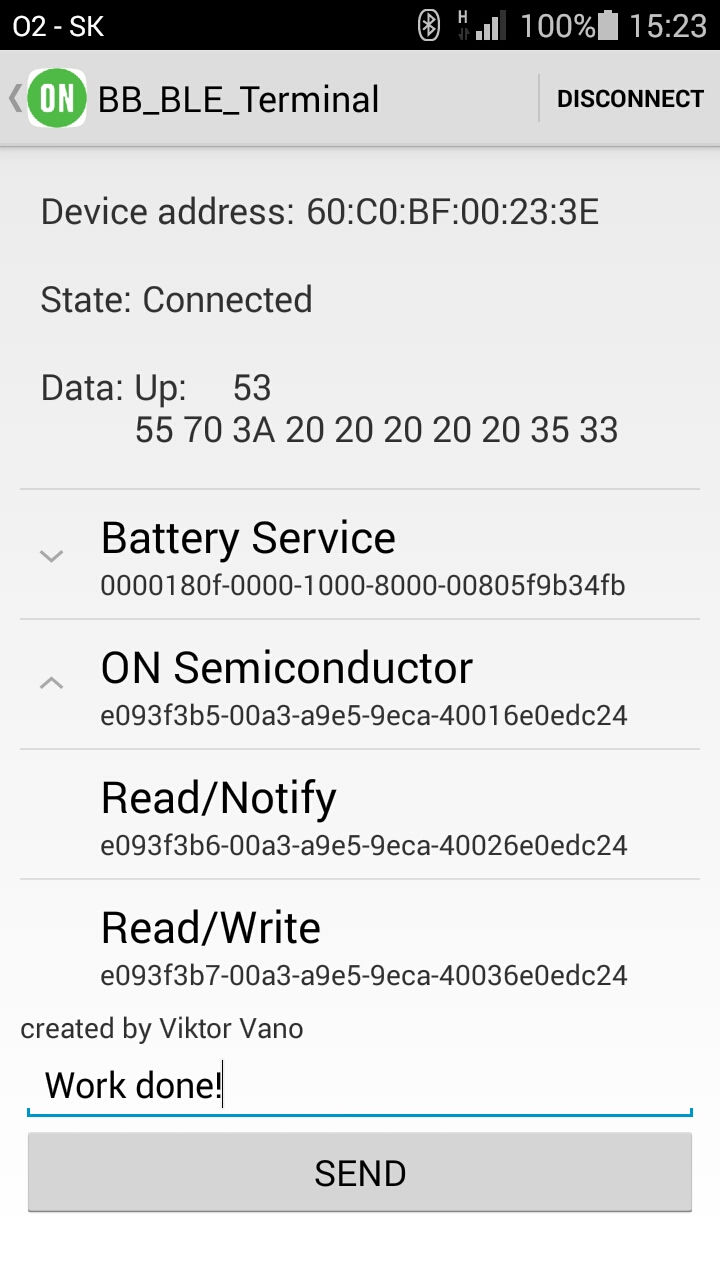 O2 - SK H 100% 15:23
ON BB_BLE_Terminal DISCONNECT
Device address: 60:C0:BF:00:23:3E
State: Connected
Data: Up:     53
55 70 3A 20 20 20 20 20 35 33
Battery Service
0000180f-0000-1000-8000-00805f9b34fb
ON Semiconductor
e093f3b5-00a3-a9e5-9eca-40016e0edc24
Read/Notify
e093f3b6-00a3-a9e5-9eca-40026e0edc24
Read/Write
e093f3b7-00a3-a9e5-9eca-40036e0edc24
created by Viktor Vano
Work done!
SEND